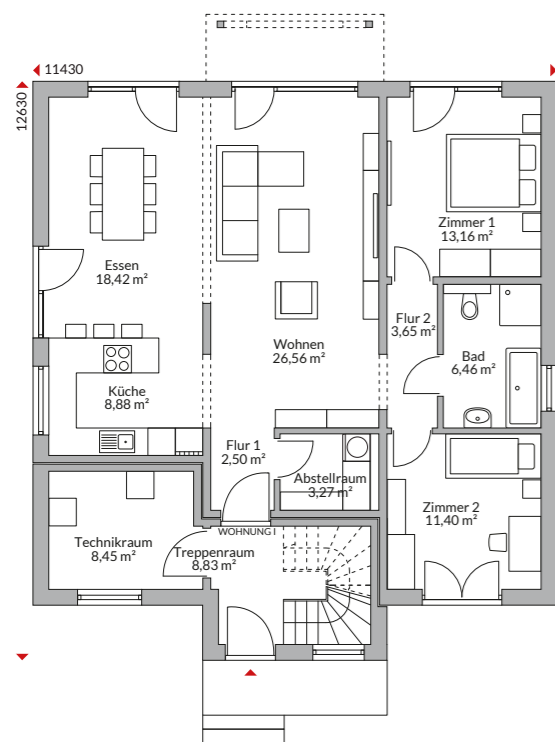 11430
12630
Essen
18,42 m²
Zimmer 1
13,16 m²
Wohnen
26,56 m²
Flur 2
3,65 m²
Bad
6,46 m²
Küche
8,88 m²
Flur 1
2,50 m²
Abstellraum
3,27 m²
Zimmer 2
11,40 m²
WOHNUNG I
Technikraum
8,45 m²
Treppenraum
8,83 m²